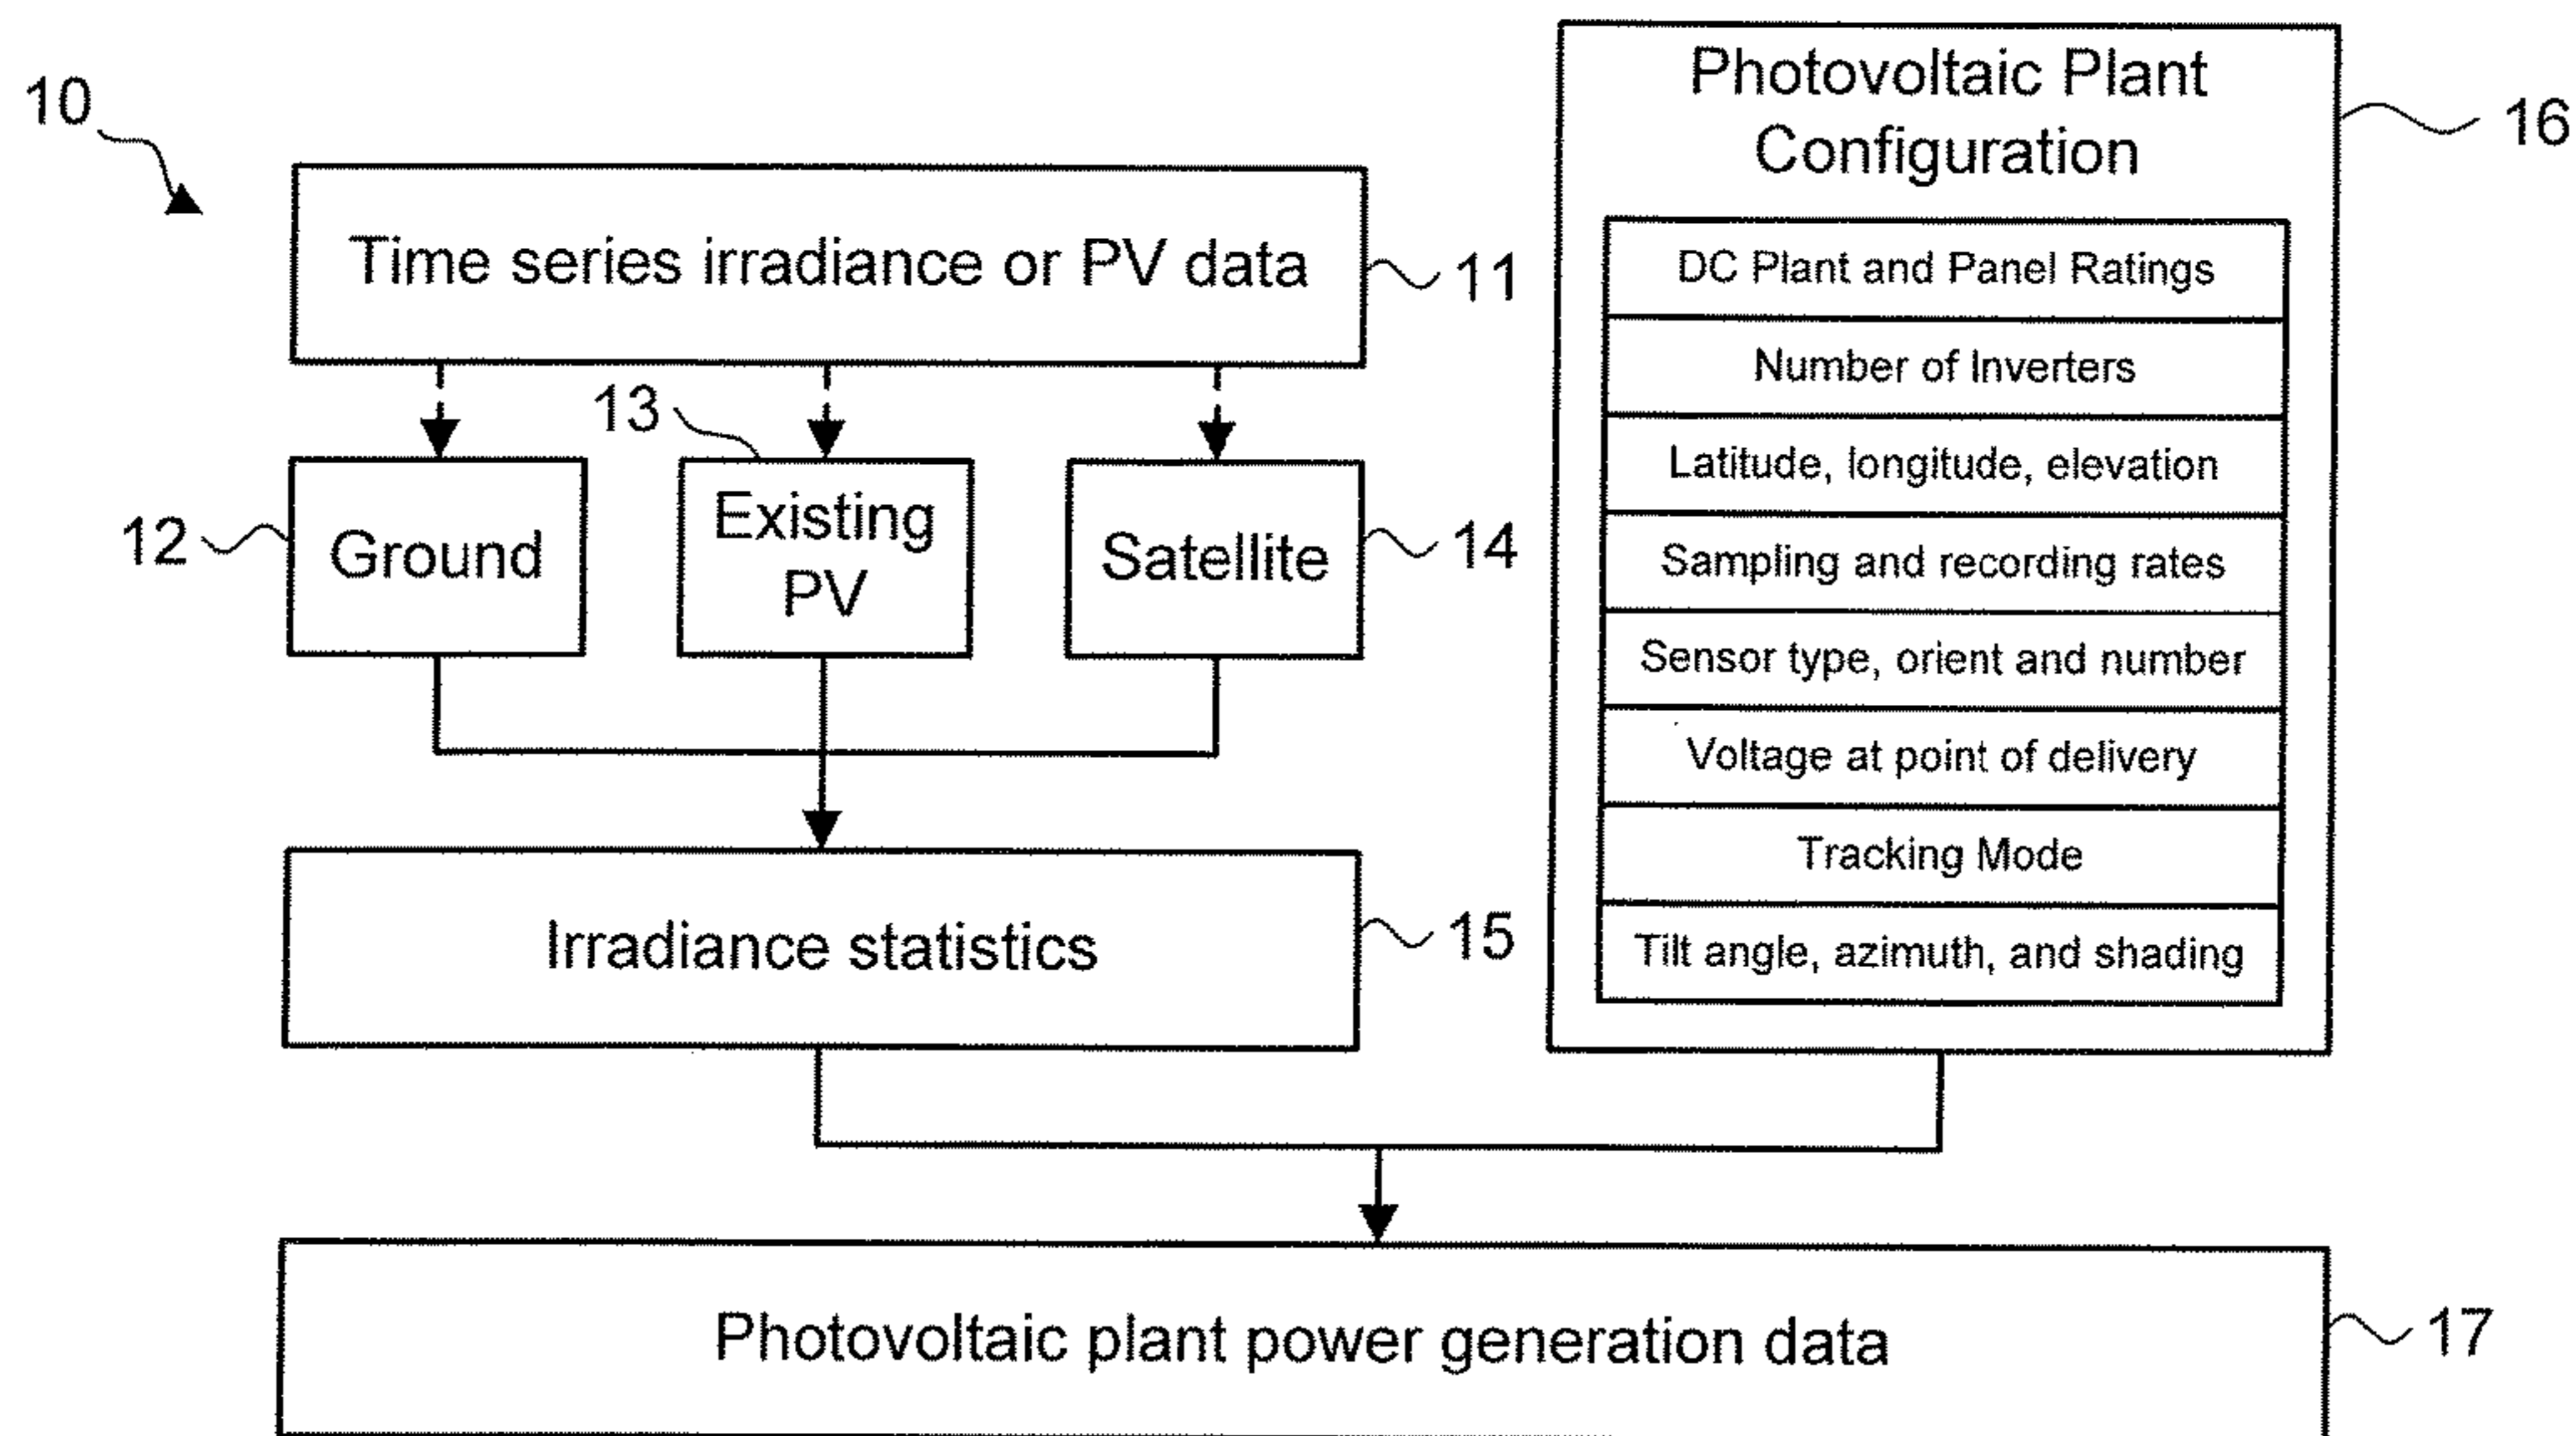 10
Time series irradiance or PV data
11
12
Ground
13
Existing
PV
Satellite
14
Irradiance statistics
15
Photovoltaic Plant
Configuration
16
DC Plant and Panel Ratings
Number of Inverters
Latitude, longitude, elevation
Sampling and recording rates
Sensor type, orient and number
Voltage at point of delivery
Tracking Mode
Tilt angle, azimuth, and shading
Photovoltaic plant power generation data
17